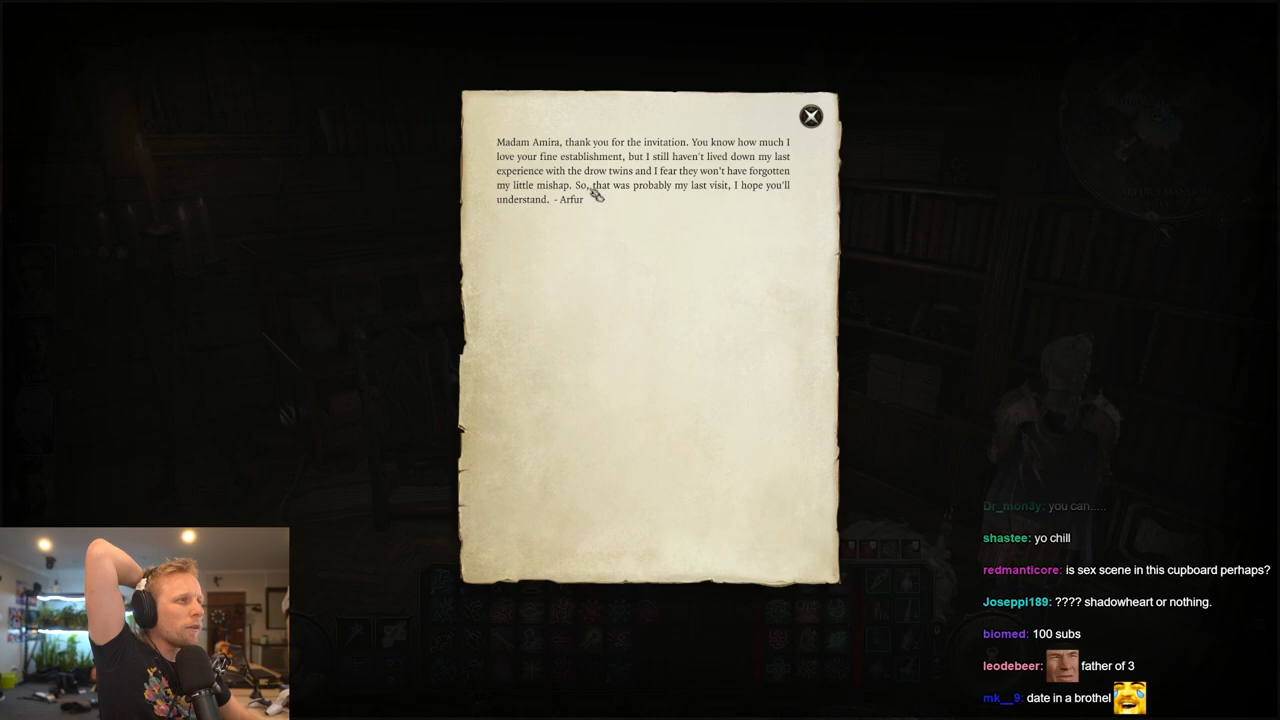 Madam Amira, thank you for the invitation. You know how much I
love your fine establishment, but I still haven't lived down my last
experience with the drow twins and I fear they won't have forgotten
my little mishap. So, that was probably my last visit, I hope you'll
understand. - Arfur
Dr_mon3y: you can.....
shastee: yo chill
redmanticore: is sex scene in this cupboard perhaps?
Joseppi189: ???? shadowheart or nothing.
biomed: 100 subs
leodebeer: father of 3
mk__9: date in a brothel